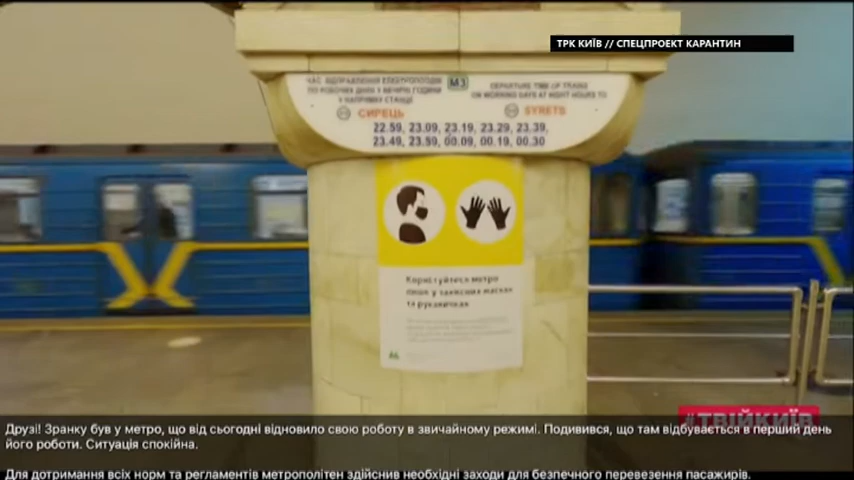 ТРК КИЇВ // СПЕЦПРОЕКТ КАРАНТИН
ЧАС ВІДПРАВЛЕННЯ ЕЛЕКТРОПОЇЗДІВ
ПО РОБОЧИХ ДНЯХ У ВЕЧІРНІ ГОДИНИ
У НАПРЯМКУ СТАНЦІЇ
СИРЕЦЬ
М3
DEPARTURE TIME OF TRAINS
ON WORKING DAYS AT NIGHT HOURS TO
SYRETS
22.59, 23.09, 23.19, 23.29, 23.39,
23.49, 23.59, 00.09, 00.19, 00.30
Користуйтеся метро
лише у захисних масках
та рукавичках
#ТВІЙКИЇВ
Друзі! Зранку був у метро, що від сьогодні відновило свою роботу в звичайному режимі. Подивився, що там відбувається в перший день
його роботи. Ситуація спокійна.
Для дотримання всіх норм та регламентів метрополітен здійснив необхідні заходи для безпечного перевезення пасажирів.